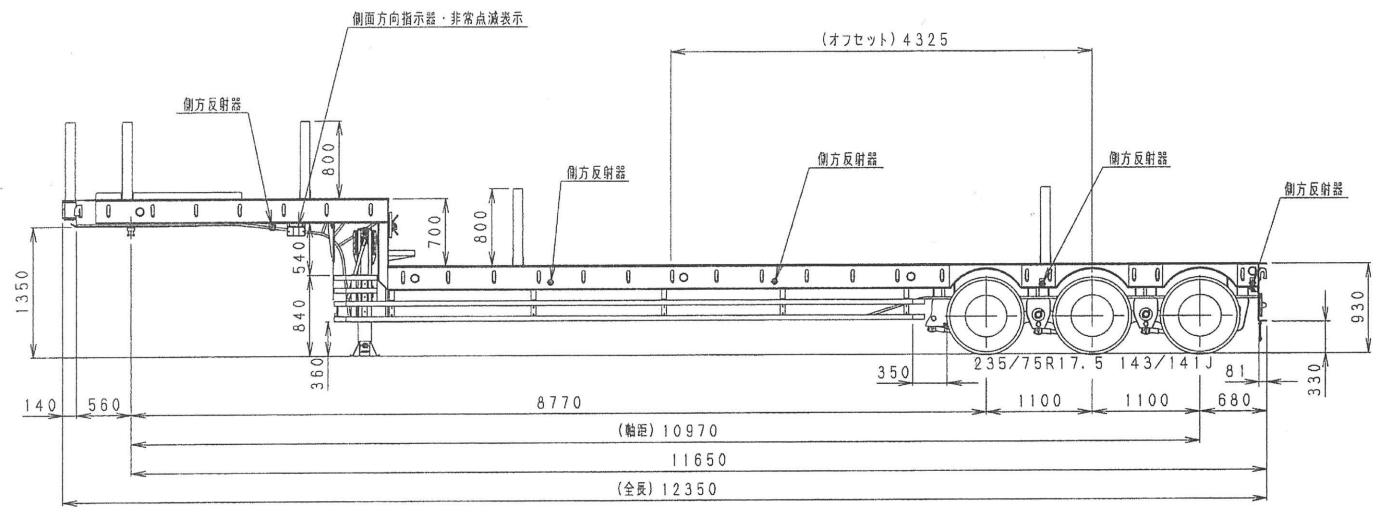 側面方向指示器・非常点滅表示
(オフセット) 4325
側方反射器
800
側方反射器
側方反射器
側方反射器
側方反射器
700
800
540
1350
840
360
930
330
350
235/75R17.5 143/141J
81
140
560
8770
1100
1100
680
(軸距) 10970
11650
(全長) 12350